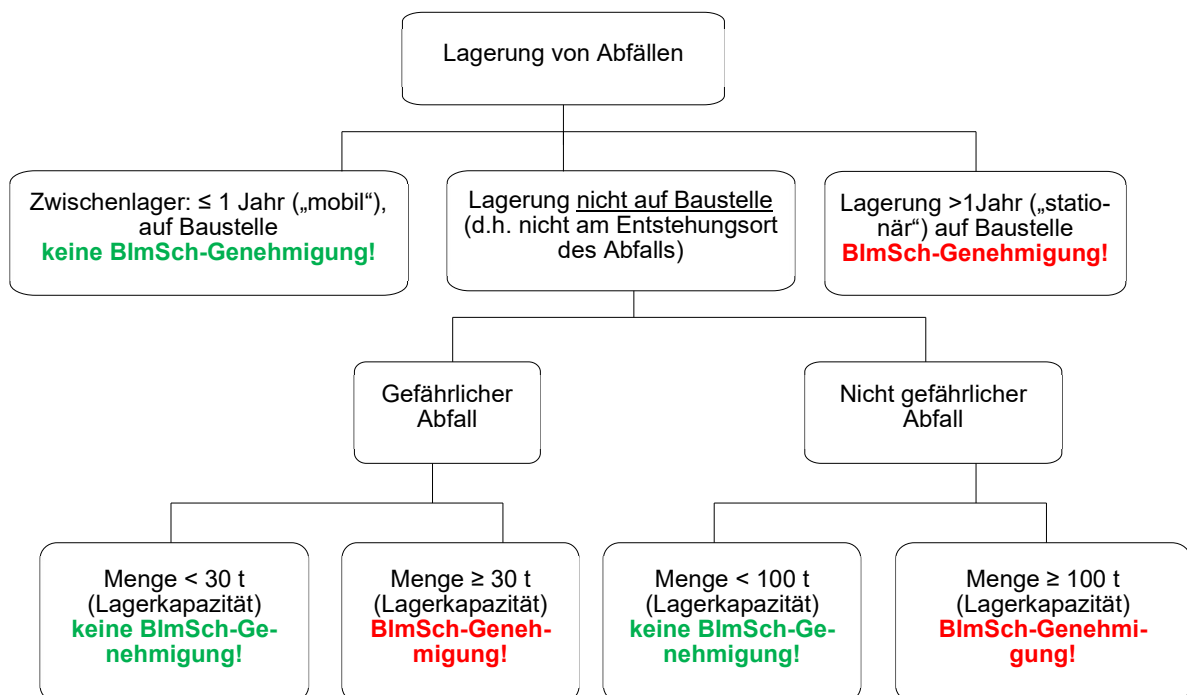 Lagerung von Abfällen
Zwischenlager: ≤ 1 Jahr („mobil“),
auf Baustelle
keine BImSch-Genehmigung!
Lagerung nicht auf Baustelle
(d.h. nicht am Entstehungsort
des Abfalls)
Lagerung >1Jahr („statio-
när“) auf Baustelle
BImSch-Genehmigung!
Gefährlicher
Abfall
Nicht gefährlicher
Abfall
Menge < 30 t
(Lagerkapazität)
keine BImSch-Ge-
nehmigung!
Menge ≥ 30 t
(Lagerkapazität)
BImSch-Geneh-
migung!
Menge < 100 t
(Lagerkapazität)
keine BImSch-Ge-
nehmigung!
Menge ≥ 100 t
(Lagerkapazität)
BImSch-Genehmi-
gung!